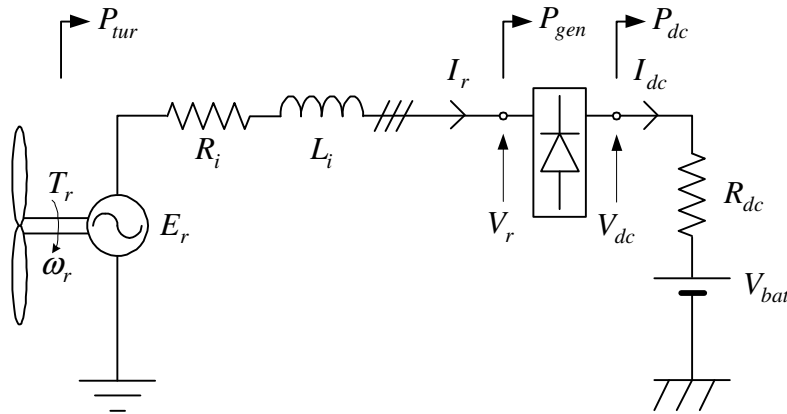 P_tur
P_gen
P_dc
I_r
I_dc
R_i
L_i
T_r
E_r
V_r
V_dc
R_dc
ω_r
V_bat